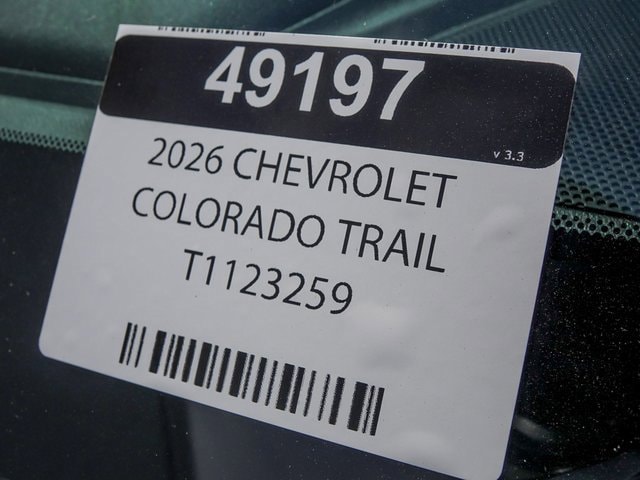 49197
v 3.3
2026 CHEVROLET
COLORADO TRAIL
T1123259